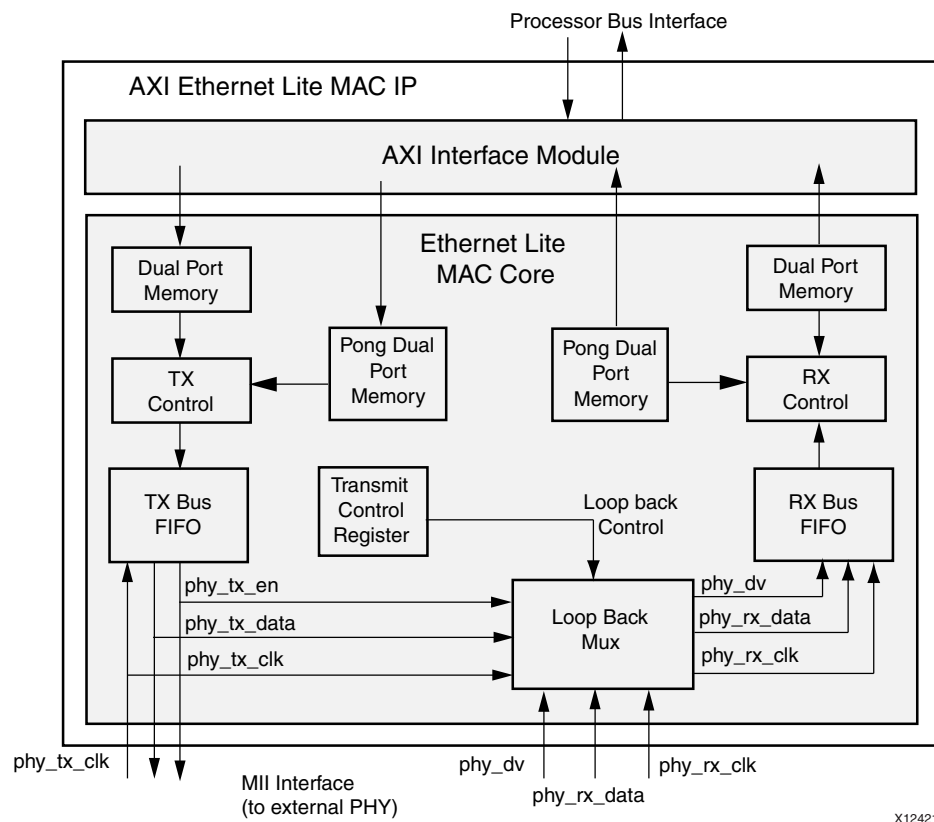 Processor Bus Interface
AXI Ethernet Lite MAC IP
AXI Interface Module
Ethernet Lite
MAC Core
Dual Port
Memory
Dual Port
Memory
Pong Dual
Port
Memory
Pong Dual
Port
Memory
TX
Control
RX
Control
TX Bus
FIFO
Transmit
Control
Register
Loop back
Control
RX Bus
FIFO
phy_tx_en
phy_tx_data
phy_tx_clk
Loop Back
Mux
phy_dv
phy_rx_data
phy_rx_clk
phy_tx_clk
MII Interface
(to external PHY)
phy_dv
phy_rx_data
phy_rx_clk
X12421